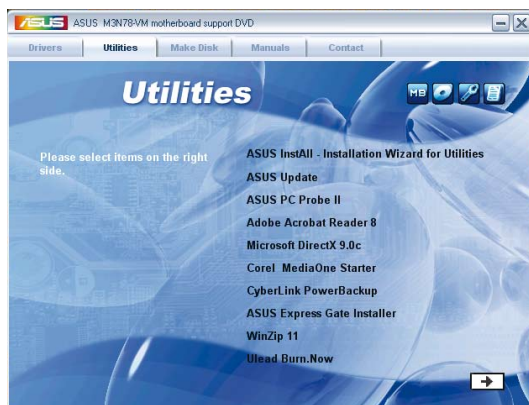 ASUS M3N78-VM motherboard support DVD
Drivers Utilities Make Disk Manuals Contact
Utilities
MB
Please select items on the right
side.
ASUS InstAll - Installation Wizard for Utilities
ASUS Update
ASUS PC Probe II
Adobe Acrobat Reader 8
Microsoft DirectX 9.0c
Corel MediaOne Starter
CyberLink PowerBackup
ASUS Express Gate Installer
WinZip 11
Ulead Burn.Now